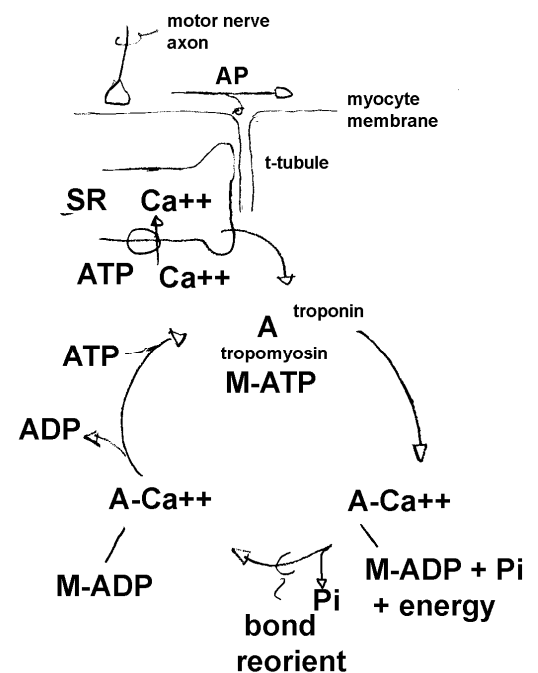 motor nerve
axon
AP
myocyte
membrane
t-tubule
SR
Ca++
ATP
Ca++
troponin
A
tropomyosin
M-ATP
ATP
ADP
A-Ca++
M-ADP
A-Ca++
M-ADP + Pi
+ energy
Pi
bond
reorient